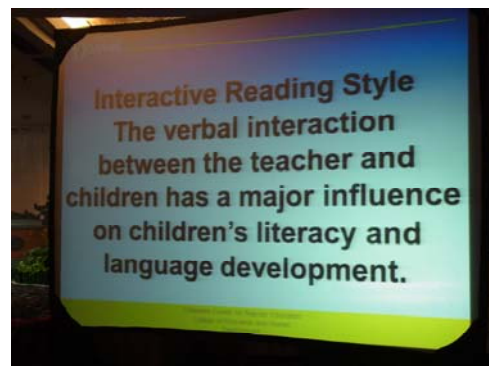 Interactive Reading Style
The verbal interaction
between the teacher and
children has a major influence
on children's literacy and
language development.